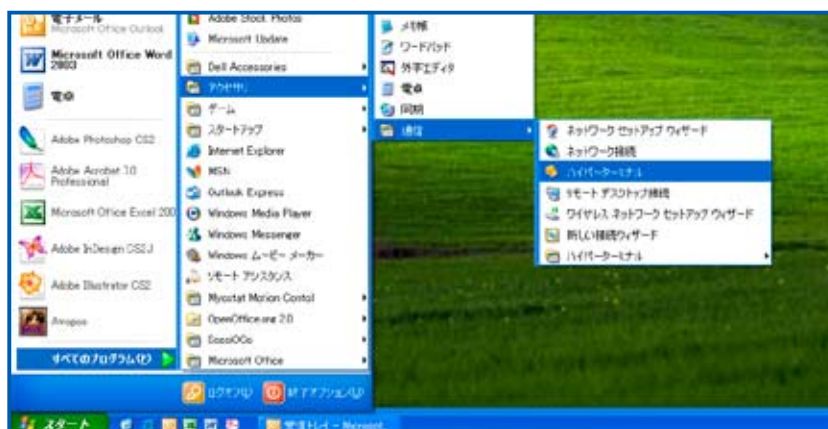 電子メール
Microsoft Office Outlook
Microsoft Office Word
2003
電卓
Adobe Photoshop CS2
Adobe Acrobat 7.0
Professional
Microsoft Office Excel 200
Adobe InDesign CS2J
Adobe Illustrator CS2
すべてのプログラム(P)
Adobe Stock Photos
Microsoft Update
Dell Accessories
アクセサリ
ゲーム
スタートアップ
Internet Explorer
MSN
Outlook Express
Windows Media Player
Windows Messenger
Windows ムービー メーカー
リモート アシスタンス
OpenOffice.org 2.0
Microsoft Office
メモ帳
ワードパッド
外字エディタ
電卓
同期
通信
ネットワーク セットアップ ウィザード
ネットワーク接続
ハイパーターミナル
リモート デスクトップ接続
ワイヤレス ネットワーク セットアップ ウィザード
新しい接続ウィザード
ハイパーターミナル
ログオフ(L)
終了オプション(U)
スタート
受信トレイ - Microsoft